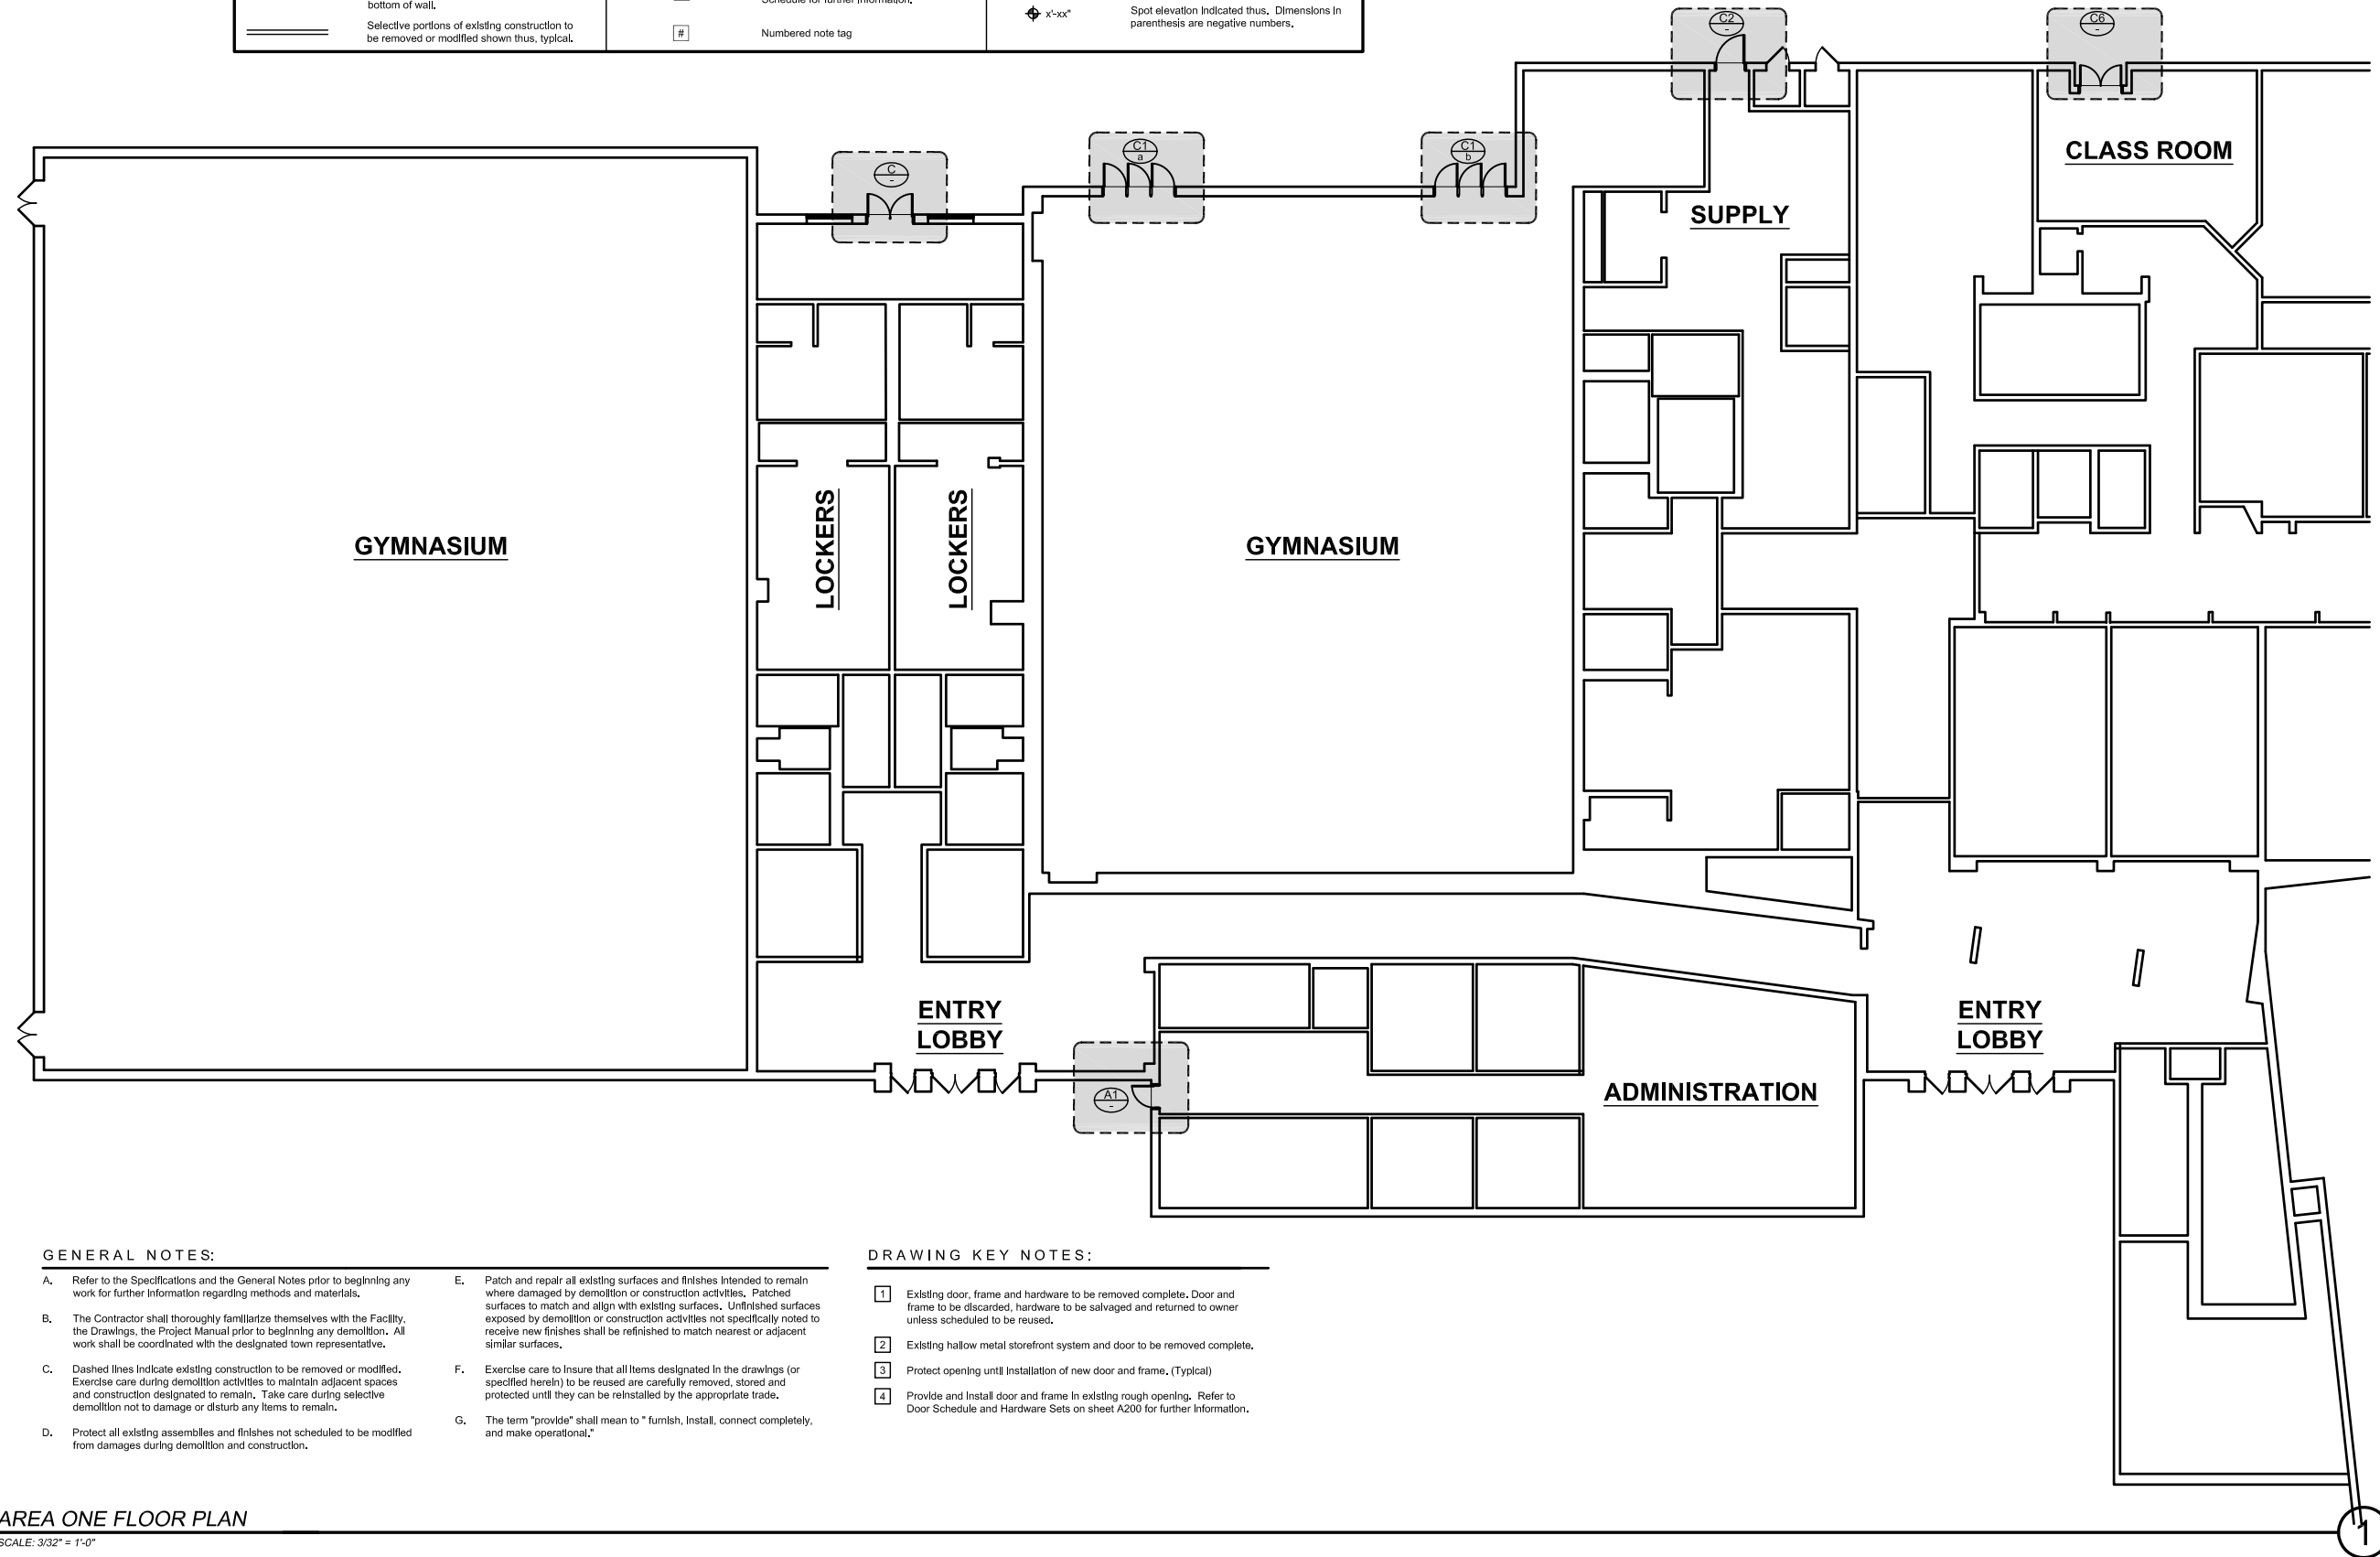 bottom of wall.
Selective portions of existing construction to
be removed or modified shown thus, typical.
Schedule for further information.
#
Numbered note tag
x'-xx"
Spot elevation indicated thus. Dimensions in
parenthesis are negative numbers.
C2
-
C6
-
C
-
C1
a
C1
b
CLASS ROOM
SUPPLY
GYMNASIUM
LOCKERS
LOCKERS
GYMNASIUM
ENTRY
LOBBY
ENTRY
LOBBY
A1
-
ADMINISTRATION
GENERAL NOTES:
A. Refer to the Specifications and the General Notes prior to beginning any
work for further information regarding methods and materials.
B. The Contractor shall thoroughly familiarize themselves with the Facility,
the Drawings, the Project Manual prior to beginning any demolition. All
work shall be coordinated with the designated town representative.
C. Dashed lines indicate existing construction to be removed or modified.
Exercise care during demolition activities to maintain adjacent spaces
and construction designated to remain. Take care during selective
demolition not to damage or disturb any items to remain.
D. Protect all existing assemblies and finishes not scheduled to be modified
from damages during demolition and construction.
E. Patch and repair all existing surfaces and finishes intended to remain
where damaged by demolition or construction activities. Patched
surfaces to match and align with existing surfaces. Unfinished surfaces
exposed by demolition or construction activities not specifically noted to
receive new finishes shall be refinished to match nearest or adjacent
similar surfaces.
F. Exercise care to insure that all items designated in the drawings (or
specified herein) to be reused are carefully removed, stored and
protected until they can be reinstalled by the appropriate trade.
G. The term "provide" shall mean to " furnish, install, connect completely,
and make operational."
DRAWING KEY NOTES:
1 Existing door, frame and hardware to be removed complete. Door and
frame to be discarded, hardware to be salvaged and returned to owner
unless scheduled to be reused.
2 Existing hallow metal storefront system and door to be removed complete.
3 Protect opening until installation of new door and frame. (Typical)
4 Provide and install door and frame in existing rough opening. Refer to
Door Schedule and Hardware Sets on sheet A200 for further information.
AREA ONE FLOOR PLAN
SCALE: 3/32" = 1'-0"
1